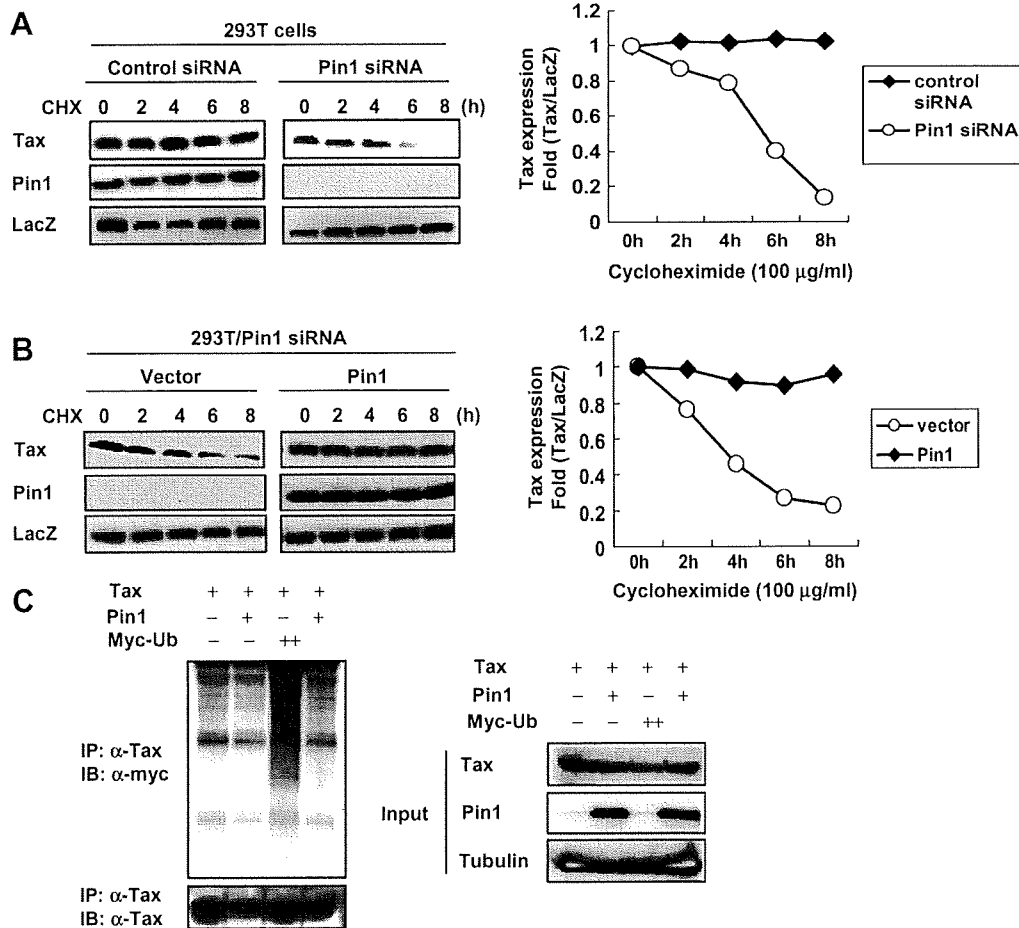 A
293T cells
Control siRNA Pin1 siRNA
CHX 0 2 4 6 8 0 2 4 6 8 (h)
Tax
Pin1
LacZ
Tax expression
Fold (Tax/LacZ)
1.2
1
0.8
0.6
0.4
0.2
0
0h 2h 4h 6h 8h
Cycloheximide (100 µg/ml)
control
siRNA
Pin1 siRNA
B
293T/Pin1 siRNA
Vector Pin1
CHX 0 2 4 6 8 0 2 4 6 8 (h)
Tax
Pin1
LacZ
Tax expression
Fold (Tax/LacZ)
1.2
1
0.8
0.6
0.4
0.2
0
0h 2h 4h 6h 8h
Cycloheximide (100 µg/ml)
vector
Pin1
C
Tax + + + +
Pin1 − + − +
Myc-Ub − − ++
IP: α-Tax
IB: α-myc
IP: α-Tax
IB: α-Tax
Tax + + + +
Pin1 − + − +
Myc-Ub − − ++
Input
Tax
Pin1
Tubulin